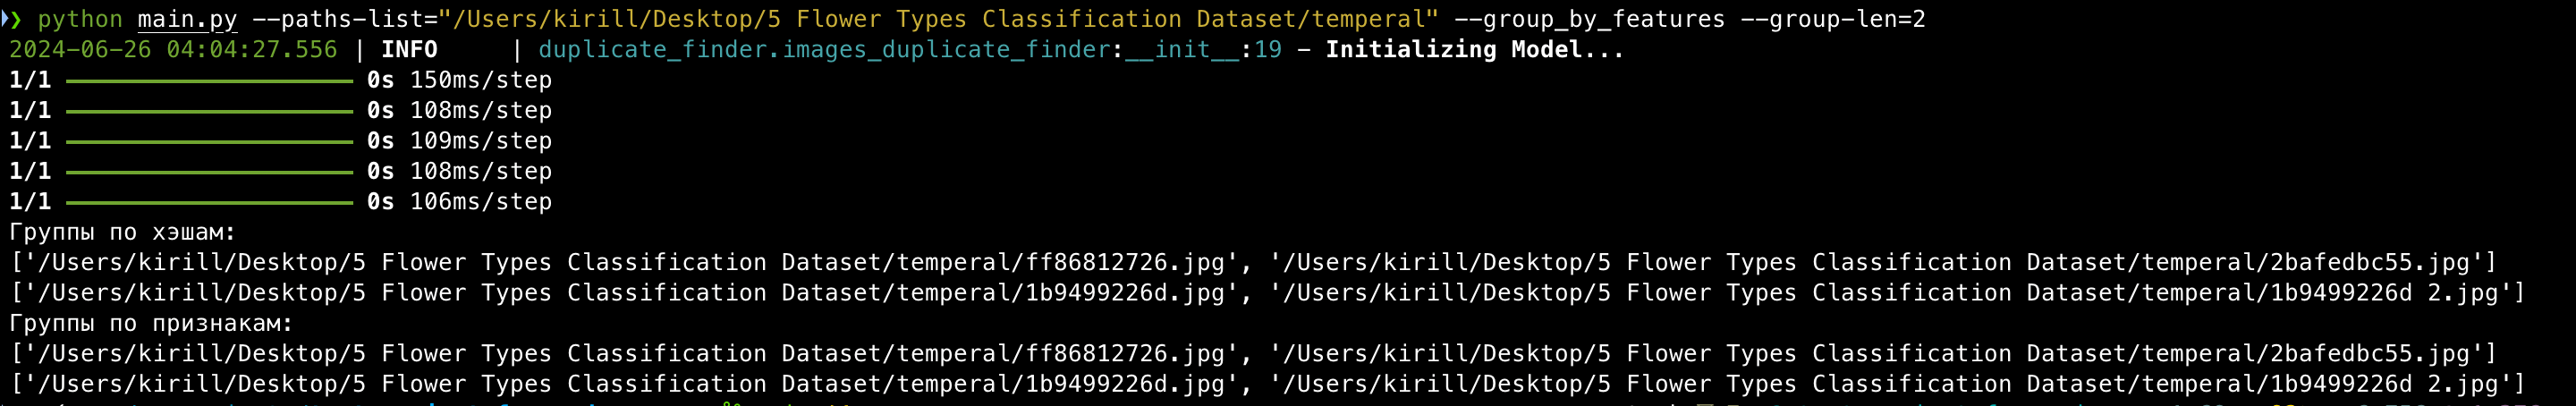 ❯ python main.py --paths-list="/Users/kirill/Desktop/5 Flower Types Classification Dataset/temperal" --group_by_features --group-len=2
2024-06-26 04:04:27.556 | INFO     | duplicate_finder.images_duplicate_finder:__init__:19 - Initializing Model...
1/1 ━━━━━━━━━━━━━━━━━━━━ 0s 150ms/step
1/1 ━━━━━━━━━━━━━━━━━━━━ 0s 108ms/step
1/1 ━━━━━━━━━━━━━━━━━━━━ 0s 109ms/step
1/1 ━━━━━━━━━━━━━━━━━━━━ 0s 108ms/step
1/1 ━━━━━━━━━━━━━━━━━━━━ 0s 106ms/step
Группы по хэшам:
['/Users/kirill/Desktop/5 Flower Types Classification Dataset/temperal/ff86812726.jpg', '/Users/kirill/Desktop/5 Flower Types Classification Dataset/temperal/2bafedbc55.jpg']
['/Users/kirill/Desktop/5 Flower Types Classification Dataset/temperal/1b9499226d.jpg', '/Users/kirill/Desktop/5 Flower Types Classification Dataset/temperal/1b9499226d 2.jpg']
Группы по признакам:
['/Users/kirill/Desktop/5 Flower Types Classification Dataset/temperal/ff86812726.jpg', '/Users/kirill/Desktop/5 Flower Types Classification Dataset/temperal/2bafedbc55.jpg']
['/Users/kirill/Desktop/5 Flower Types Classification Dataset/temperal/1b9499226d.jpg', '/Users/kirill/Desktop/5 Flower Types Classification Dataset/temperal/1b9499226d 2.jpg']